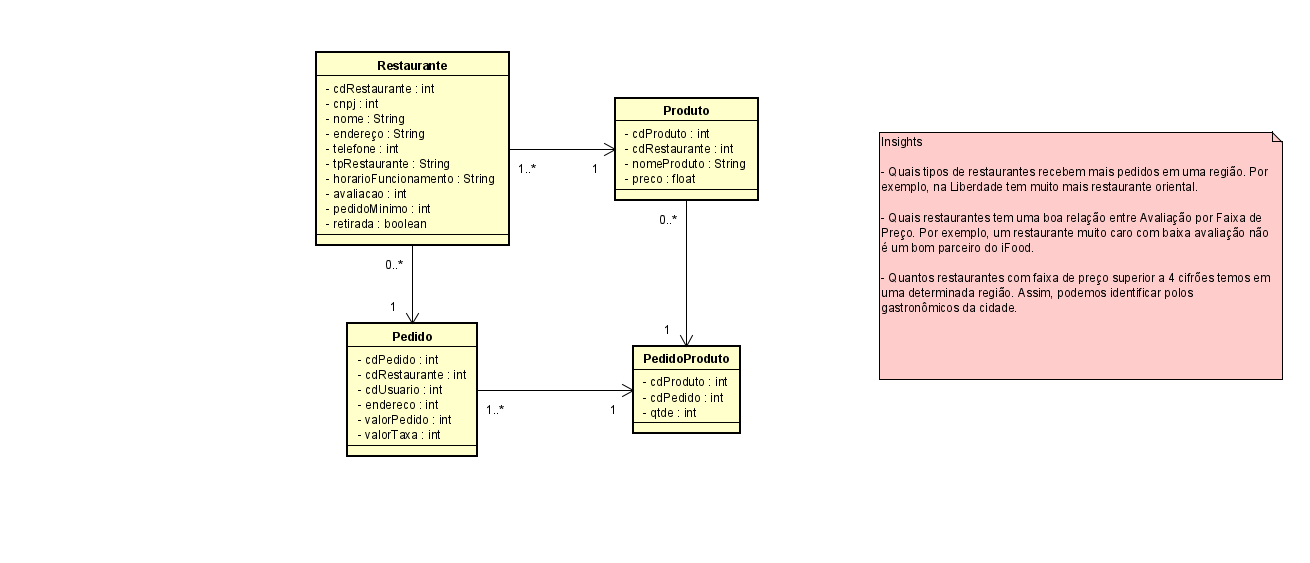 Restaurante
- cdRestaurante : int
- cnpj : int
- nome : String
- endereço : String
- telefone : int
- tpRestaurante : String
- horarioFuncionamento : String
- avaliacao : int
- pedidoMinimo : int
- retirada : boolean
1..*
1
Produto
- cdProduto : int
- cdRestaurante : int
- nomeProduto : String
- preco : float
0..*
1
0..*
1
Pedido
- cdPedido : int
- cdRestaurante : int
- cdUsuario : int
- endereco : int
- valorPedido : int
- valorTaxa : int
1..*
1
PedidoProduto
- cdProduto : int
- cdPedido : int
- qtde : int
Insights
- Quais tipos de restaurantes recebem mais pedidos em uma região. Por
exemplo, na Liberdade tem muito mais restaurante oriental.
- Quais restaurantes tem uma boa relação entre Avaliação por Faixa de
Preço. Por exemplo, um restaurante muito caro com baixa avaliação não
é um bom parceiro do iFood.
- Quantos restaurantes com faixa de preço superior a 4 cifrões temos em
uma determinada região. Assim, podemos identificar polos
gastronômicos da cidade.